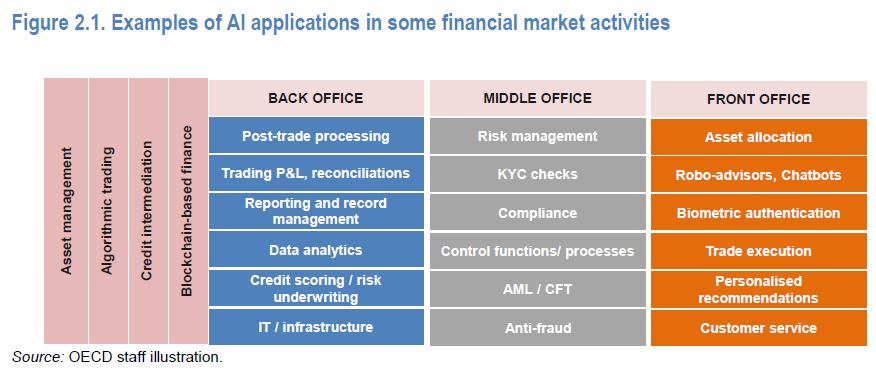 Figure 2.1. Examples of AI applications in some financial market activities
Asset management
Algorithmic trading
Credit intermediation
Blockchain-based finance
BACK OFFICE
Post-trade processing
Trading P&L, reconciliations
Reporting and record
management
Data analytics
Credit scoring / risk
underwriting
IT / infrastructure
MIDDLE OFFICE
Risk management
KYC checks
Compliance
Control functions/ processes
AML / CFT
Anti-fraud
FRONT OFFICE
Asset allocation
Robo-advisors, Chatbots
Biometric authentication
Trade execution
Personalised
recommendations
Customer service
Source: OECD staff illustration.